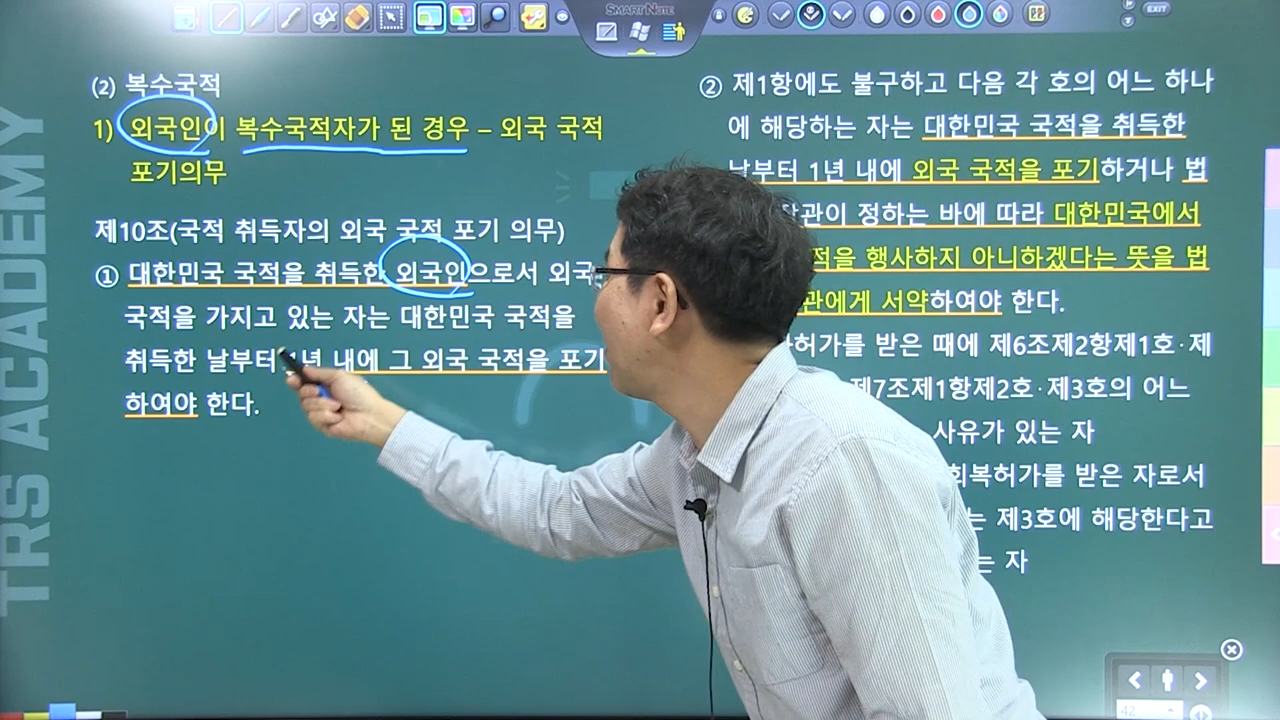 SMART NOTE
EXIT
TRS ACADEMY
(2) 복수국적
1) 외국인이 복수국적자가 된 경우 – 외국 국적
포기의무
제10조(국적 취득자의 외국 국적 포기 의무)
① 대한민국 국적을 취득한 외국인으로서 외국
국적을 가지고 있는 자는 대한민국 국적을
취득한 날부터 1년 내에 그 외국 국적을 포기
하여야 한다.
② 제1항에도 불구하고 다음 각 호의 어느 하나
에 해당하는 자는 대한민국 국적을 취득한
날부터 1년 내에 외국 국적을 포기하거나 법
정하는 바에 따라 대한민국에서
행사하지 아니하겠다는 뜻을 법
서약하여야 한다.
받은 때에 제6조제2항제1호·제
제7조제1항제2호·제3호의 어느
사유가 있는 자
회복허가를 받은 자로서
는 제3호에 해당한다고
자
42